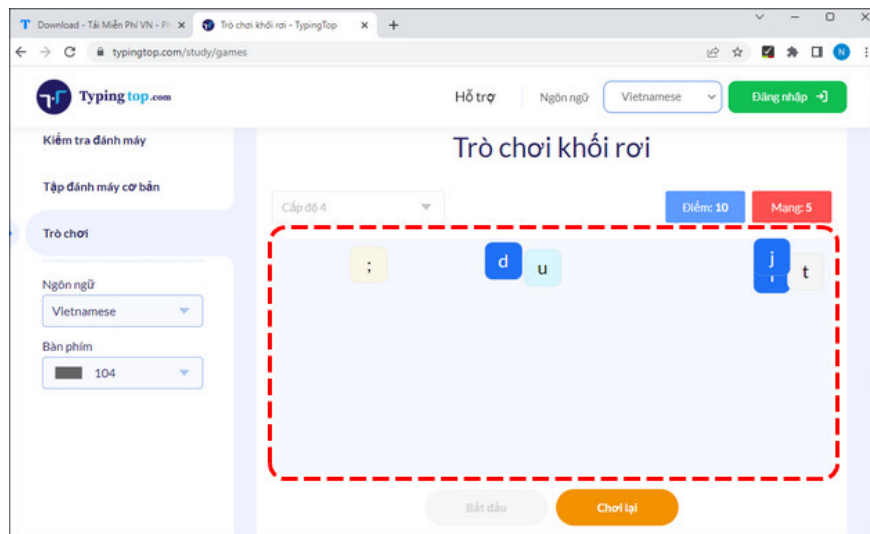 Download - Tải Miễn Phí VN - Ph
Trò chơi khối rơi - TypingTop
typingtop.com/study/games
N
Typing top.com
Hỗ trợ
Ngôn ngữ
Vietnamese
Đăng nhập
Kiểm tra đánh máy
Tập đánh máy cơ bản
Trò chơi
Ngôn ngữ
Vietnamese
Bàn phím
104
Trò chơi khối rơi
Cấp độ 4
Điểm: 10
Mạng: 5
;
d
u
j
t
Bắt đầu
Chơi lại